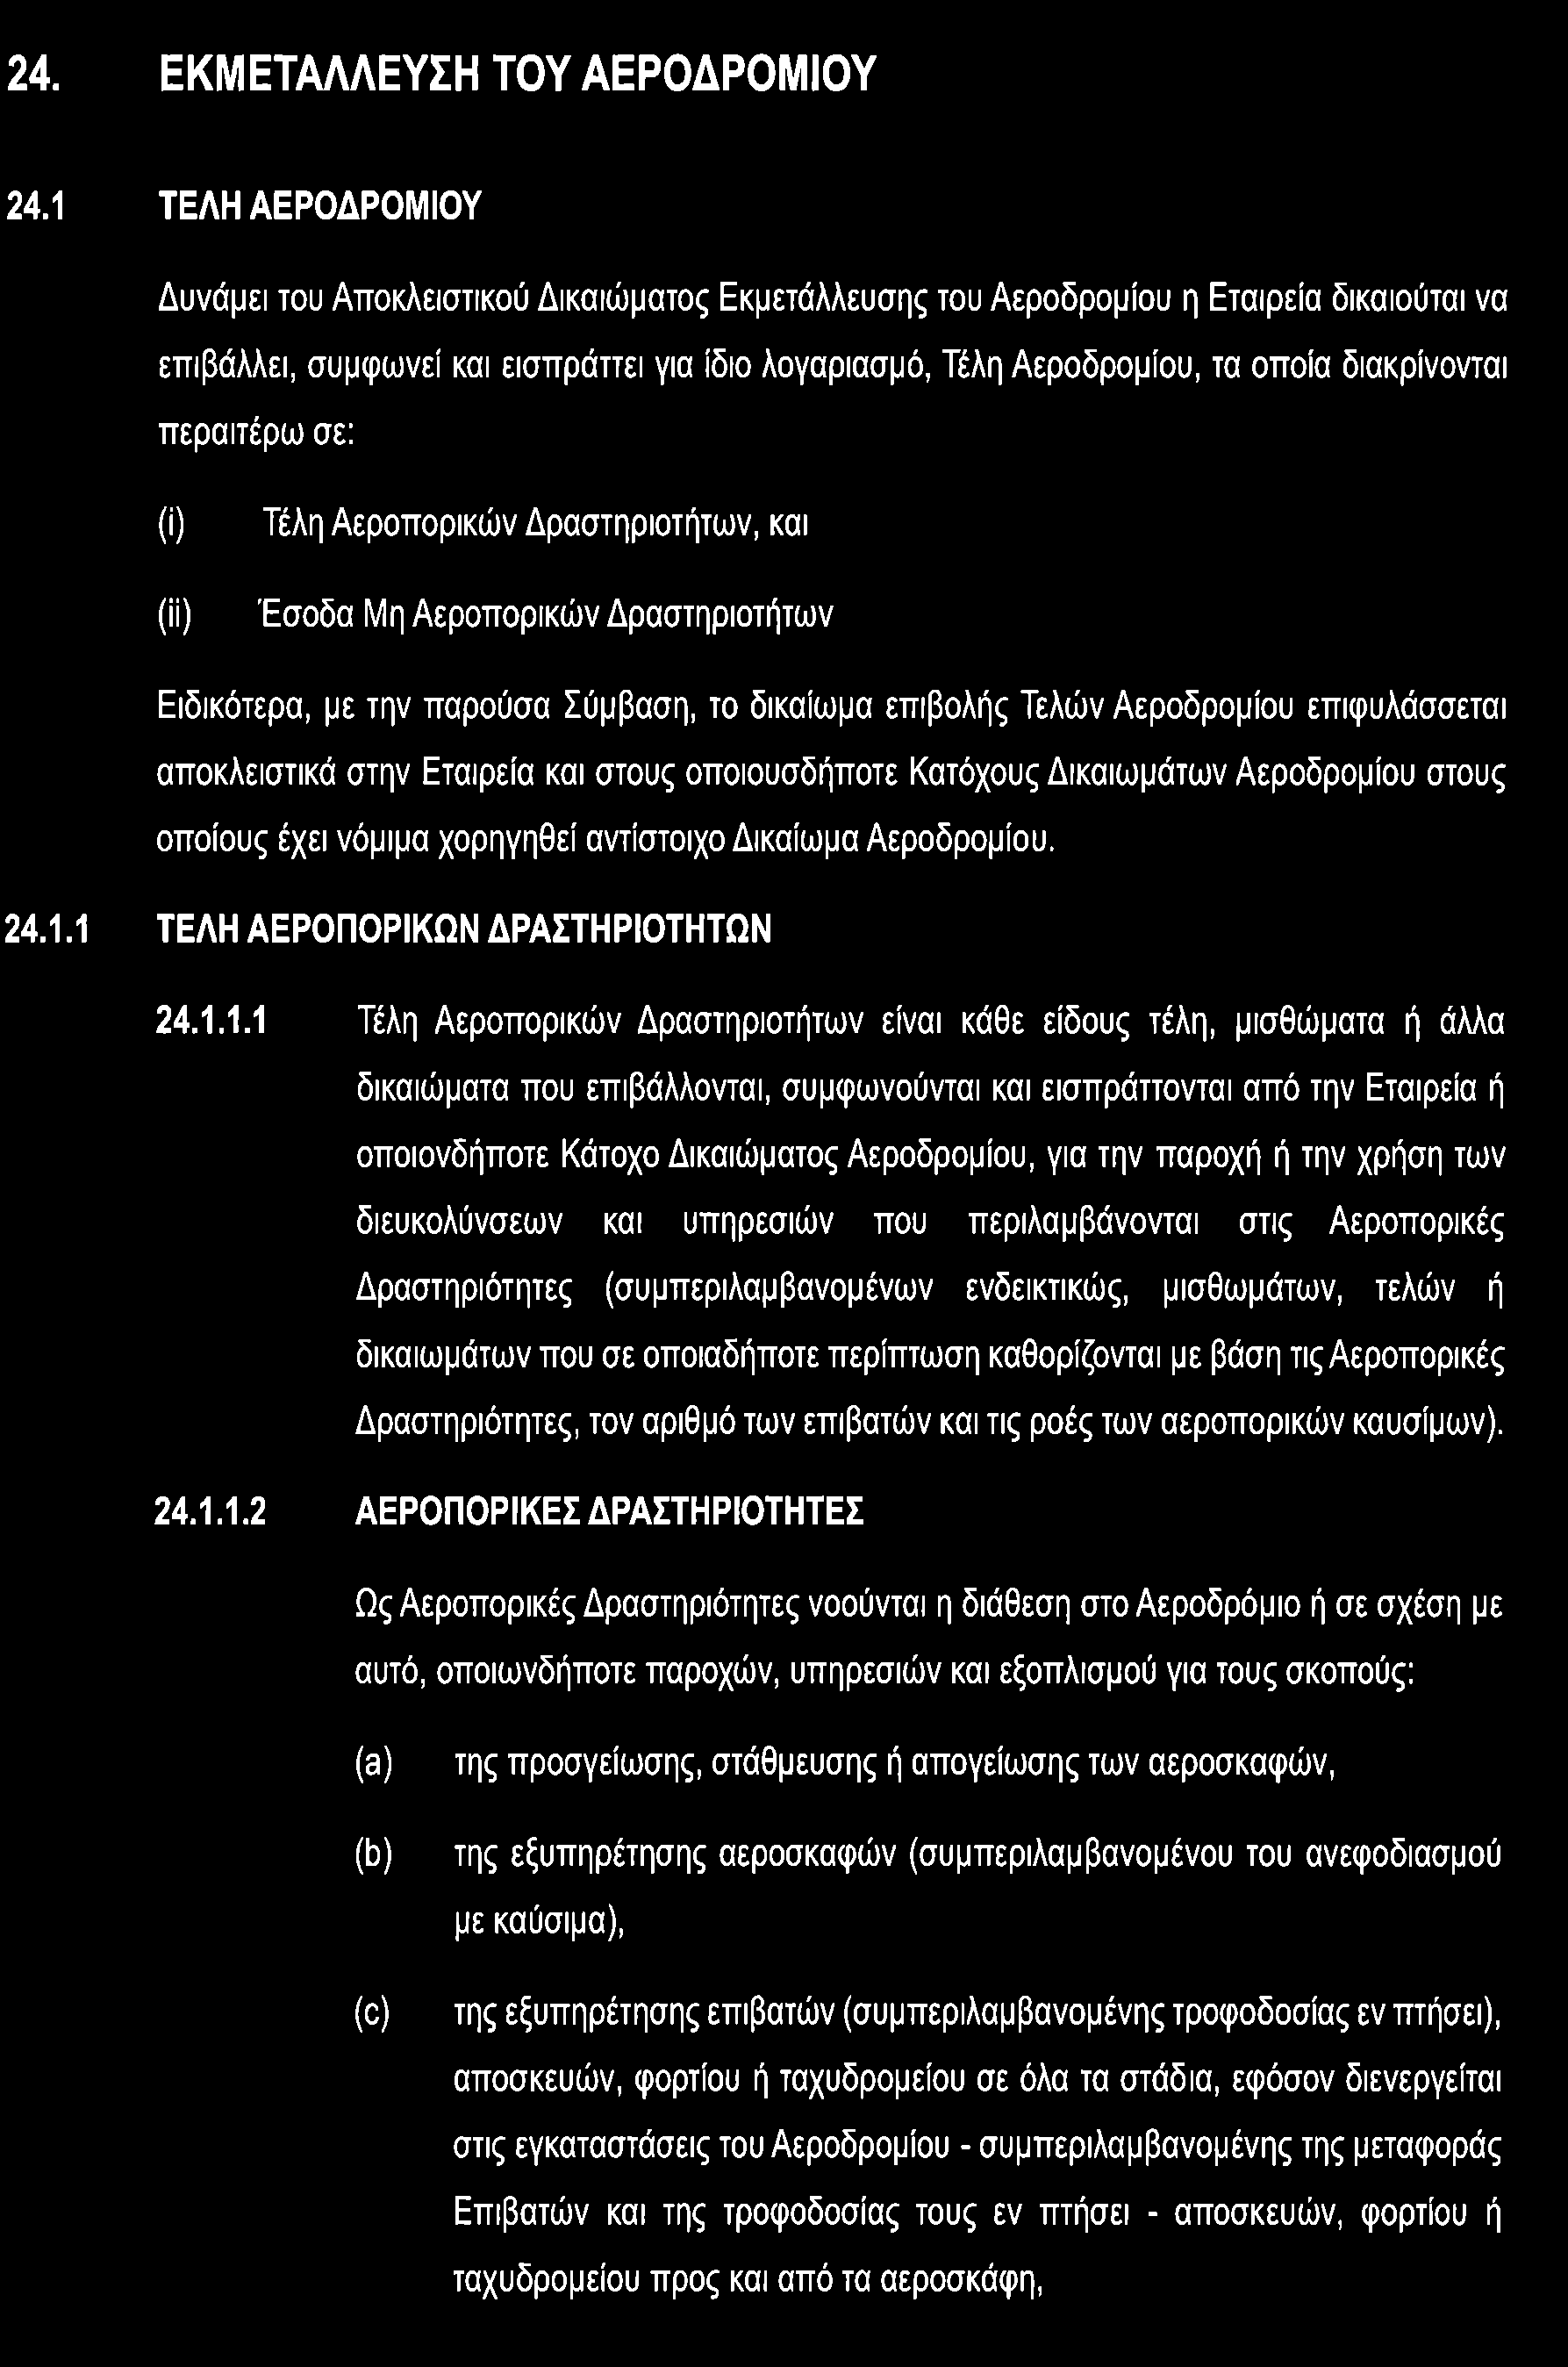 24. ΕΚΜΕΤΑΛΛΕΥΣΗ ΤΟΥ ΑΕΡΟΔΡΟΜΙΟΥ
24.1 ΤΕΛΗ ΑΕΡΟΔΡΟΜΙΟΥ
Δυνάμει του Αποκλειστικού Δικαιώματος Εκμετάλλευσης του Αεροδρομίου η Εταιρεία δικαιούται να
επιβάλλει, συμφωνεί και εισπράττει για ίδιο λογαριασμό, Τέλη Αεροδρομίου, τα οποία διακρίνονται
περαιτέρω σε:
(i) Τέλη Αεροπορικών Δραστηριοτήτων, και
(ii) Έσοδα Μη Αεροπορικών Δραστηριοτήτων
Ειδικότερα, με την παρούσα Σύμβαση, το δικαίωμα επιβολής Τελών Αεροδρομίου επιφυλάσσεται
αποκλειστικά στην Εταιρεία και στους οποιουσδήποτε Κατόχους Δικαιωμάτων Αεροδρομίου στους
οποίους έχει νόμιμα χορηγηθεί αντίστοιχο Δικαίωμα Αεροδρομίου.
24.1.1 ΤΕΛΗ ΑΕΡΟΠΟΡΙΚΩΝ ΔΡΑΣΤΗΡΙΟΤΗΤΩΝ
24.1.1.1 Τέλη Αεροπορικών Δραστηριοτήτων είναι κάθε είδους τέλη, μισθώματα ή άλλα
δικαιώματα που επιβάλλονται, συμφωνούνται και εισπράττονται από την Εταιρεία ή
οποιονδήποτε Κάτοχο Δικαιώματος Αεροδρομίου, για την παροχή ή την χρήση των
διευκολύνσεων και υπηρεσιών που περιλαμβάνονται στις Αεροπορικές
Δραστηριότητες (συμπεριλαμβανομένων ενδεικτικώς, μισθωμάτων, τελών ή
δικαιωμάτων που σε οποιαδήποτε περίπτωση καθορίζονται με βάση τις Αεροπορικές
Δραστηριότητες, τον αριθμό των επιβατών και τις ροές των αεροπορικών καυσίμων).
24.1.1.2 ΑΕΡΟΠΟΡΙΚΕΣ ΔΡΑΣΤΗΡΙΟΤΗΤΕΣ
Ως Αεροπορικές Δραστηριότητες νοούνται η διάθεση στο Αεροδρόμιο ή σε σχέση με
αυτό, οποιωνδήποτε παροχών, υπηρεσιών και εξοπλισμού για τους σκοπούς:
(a) της προσγείωσης, στάθμευσης ή απογείωσης των αεροσκαφών,
(b) της εξυπηρέτησης αεροσκαφών (συμπεριλαμβανομένου του ανεφοδιασμού
με καύσιμα),
(c) της εξυπηρέτησης επιβατών (συμπεριλαμβανομένης τροφοδοσίας εν πτήσει),
αποσκευών, φορτίου ή ταχυδρομείου σε όλα τα στάδια, εφόσον διενεργείται
στις εγκαταστάσεις του Αεροδρομίου - συμπεριλαμβανομένης της μεταφοράς
Επιβατών και της τροφοδοσίας τους εν πτήσει - αποσκευών, φορτίου ή
ταχυδρομείου προς και από τα αεροσκάφη,